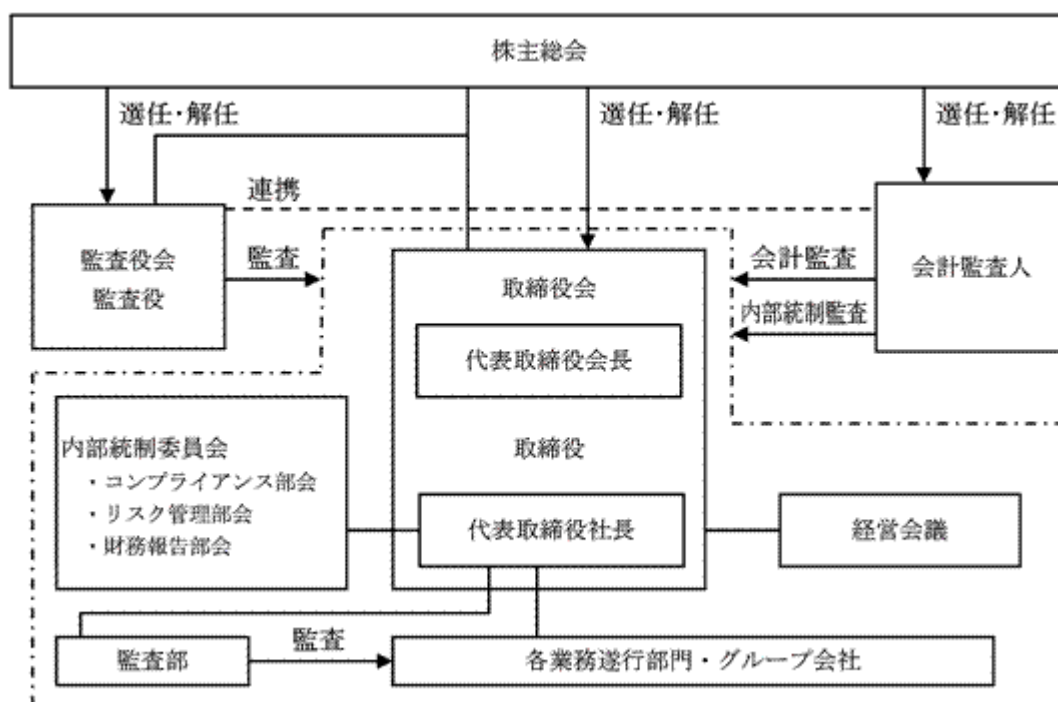 株主総会
選任・解任
選任・解任
選任・解任
連携
監査役会
監査役
監査
取締役会
会計監査
会計監査人
内部統制監査
代表取締役会長
内部統制委員会
・コンプライアンス部会
・リスク管理部会
・財務報告部会
取締役
代表取締役社長
経営会議
監査部
監査
各業務遂行部門・グループ会社